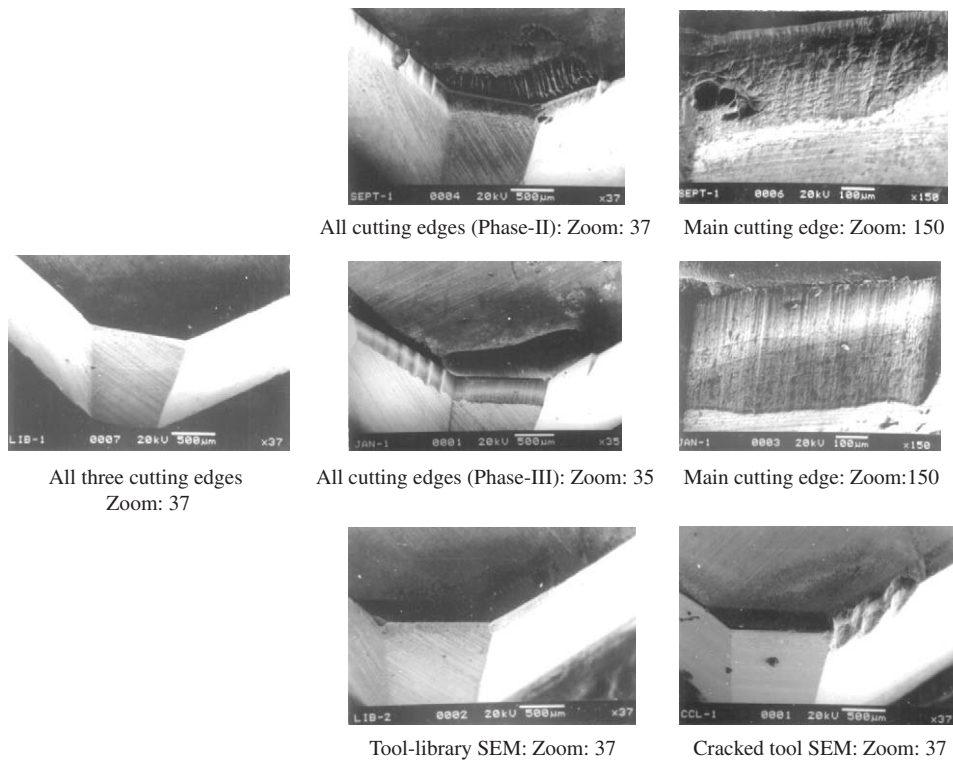 SEPT-1 0004 20kV 500µm x37
SEPT-1 0006 20kV 100µm x150
All cutting edges (Phase-II): Zoom: 37
Main cutting edge: Zoom: 150
LIB-1 0007 20kV 500µm x37
JAN-1 0001 20kV 500µm x35
JAN-1 0003 20kV 100µm x150
All three cutting edges
Zoom: 37
All cutting edges (Phase-III): Zoom: 35
Main cutting edge: Zoom:150
LIB-2 0002 20kV 500µm x37
CCL-1 0001 20kV 500µm x37
Tool-library SEM: Zoom: 37
Cracked tool SEM: Zoom: 37